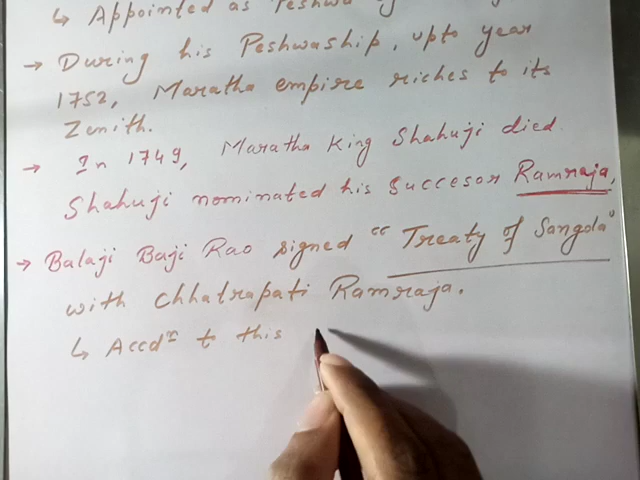 ↳ Appointed as Peshwa
→ During his Peshwaship, upto year
1752, Maratha empire riches to its
Zenith.
→ In 1749, Maratha King Shahuji died.
Shahuji nominated his succesor Ramraja,
→ Balaji Baji Rao signed "Treaty of Sangola"
with Chhatrapati Ramraja.
↳ Accdⁿ to this